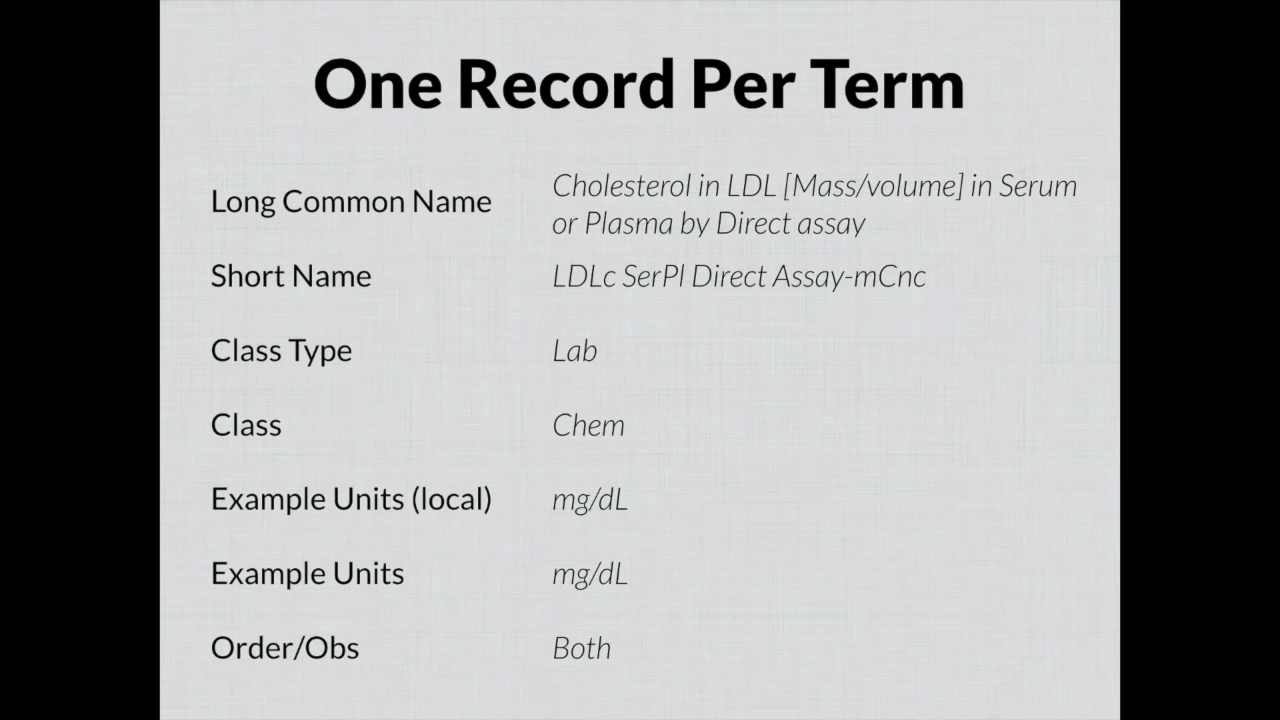 One Record Per Term
Long Common Name
Cholesterol in LDL [Mass/volume] in Serum
or Plasma by Direct assay
Short Name
LDLc SerPl Direct Assay-mCnc
Class Type
Lab
Class
Chem
Example Units (local)
mg/dL
Example Units
mg/dL
Order/Obs
Both